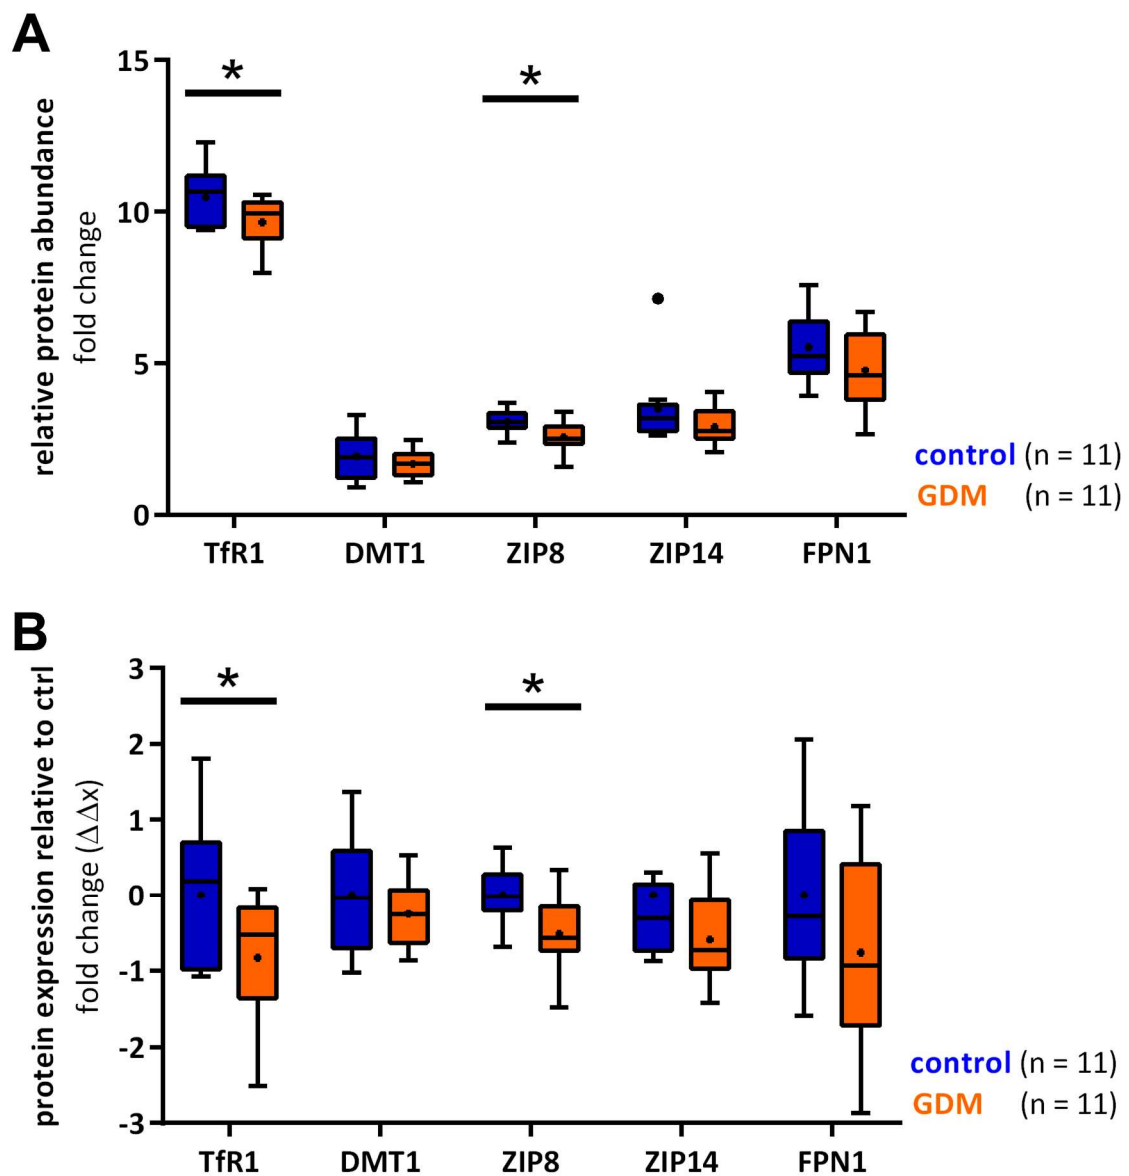 A
relative protein abundance
fold change
15
10
5
0
*
*
TfR1 DMT1 ZIP8 ZIP14 FPN1
control (n = 11)
GDM (n = 11)
B
protein expression relative to ctrl
fold change (ΔΔx)
3
2
1
0
-1
-2
-3
*
*
TfR1 DMT1 ZIP8 ZIP14 FPN1
control (n = 11)
GDM (n = 11)